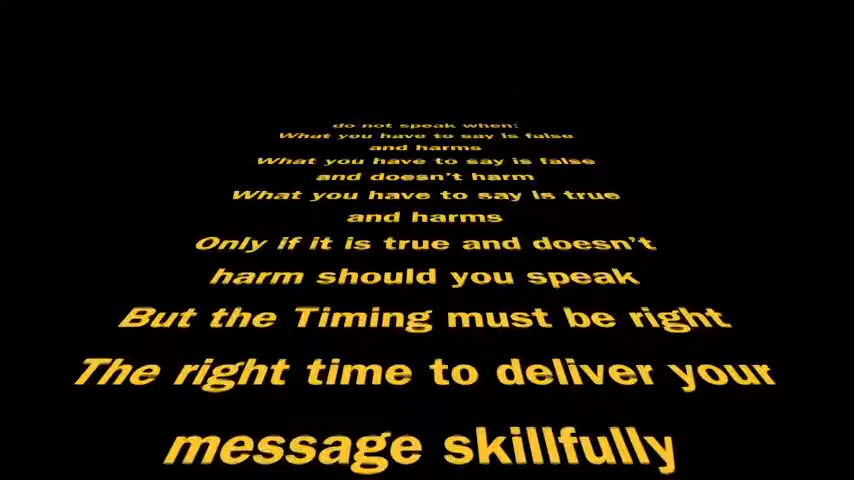 do not speak when:
What you have to say is false
and harms
What you have to say is false
and doesn't harm
What you have to say is true
and harms
Only if it is true and doesn't
harm should you speak
But the Timing must be right
The right time to deliver your
message skillfully